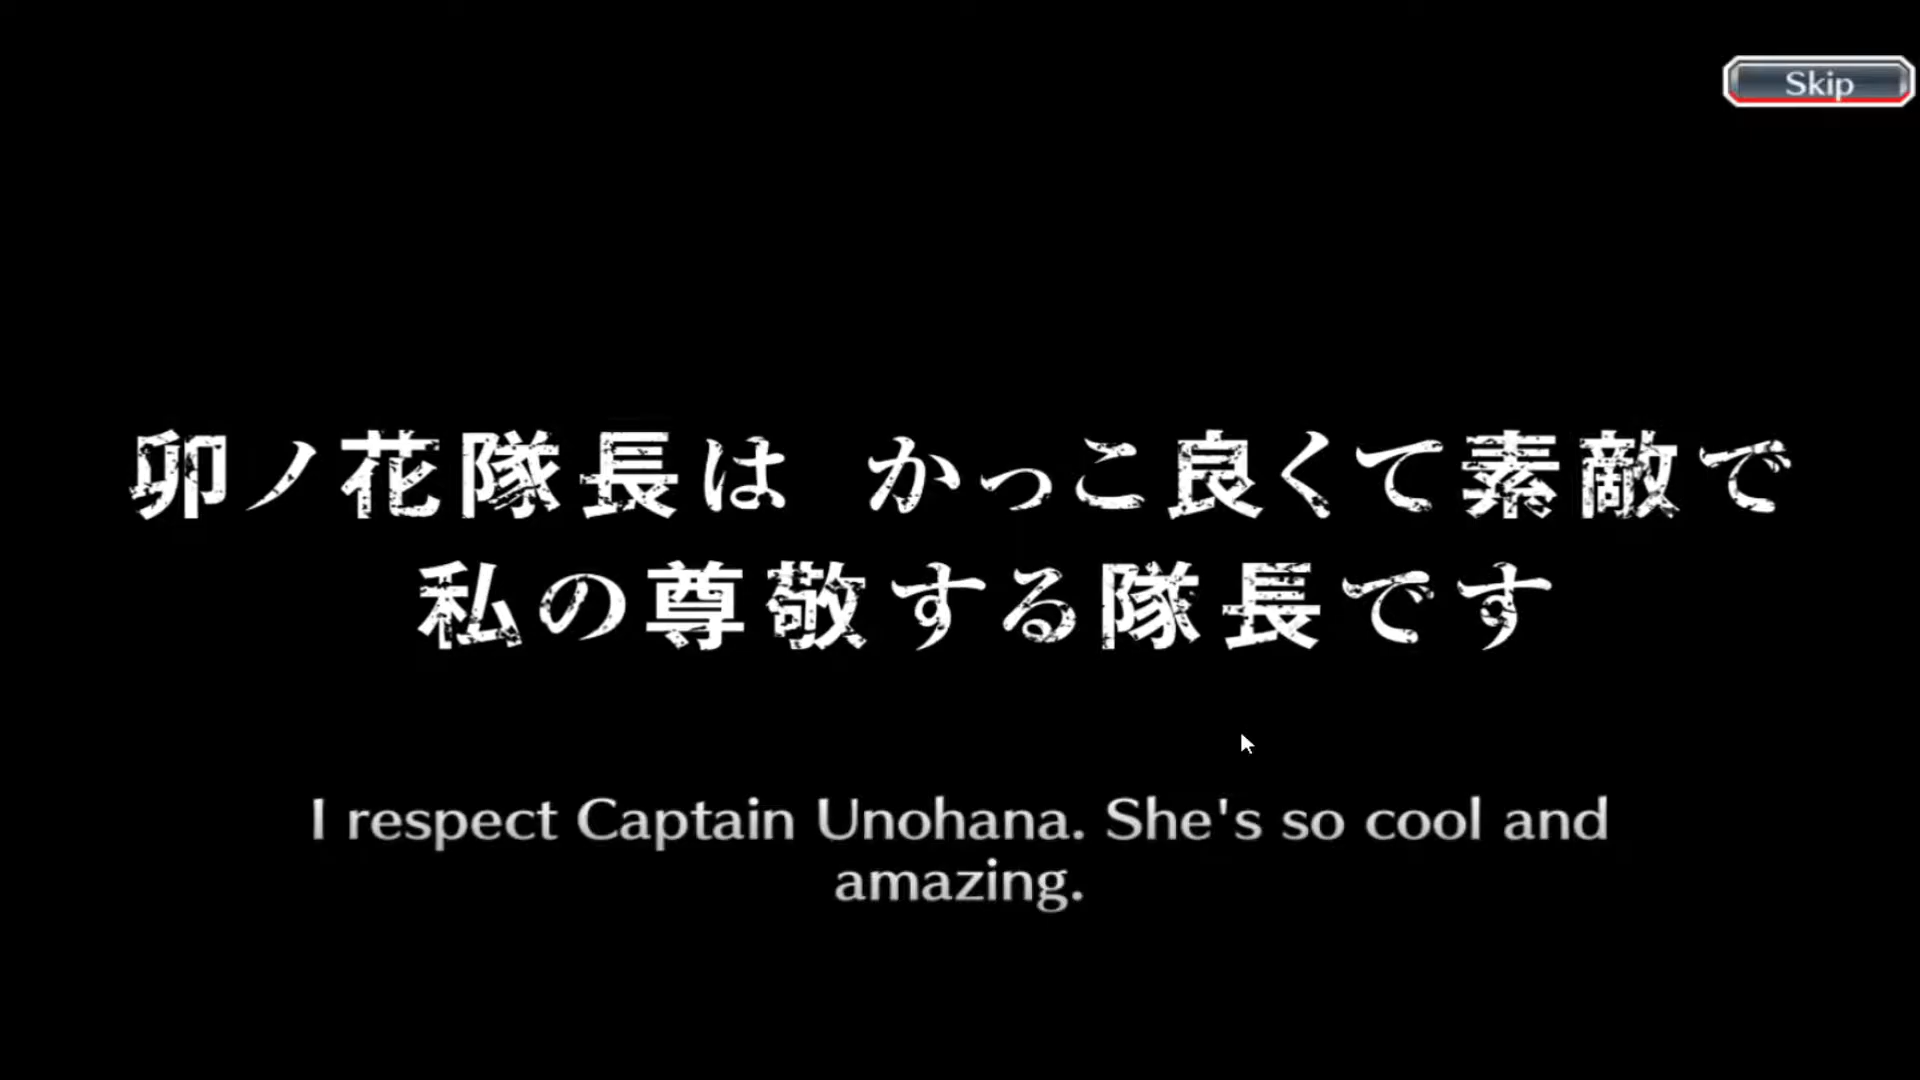 Skip
卯ノ花隊長は　かっこ良くて素敵で
私の尊敬する隊長です
I respect Captain Unohana. She's so cool and
amazing.